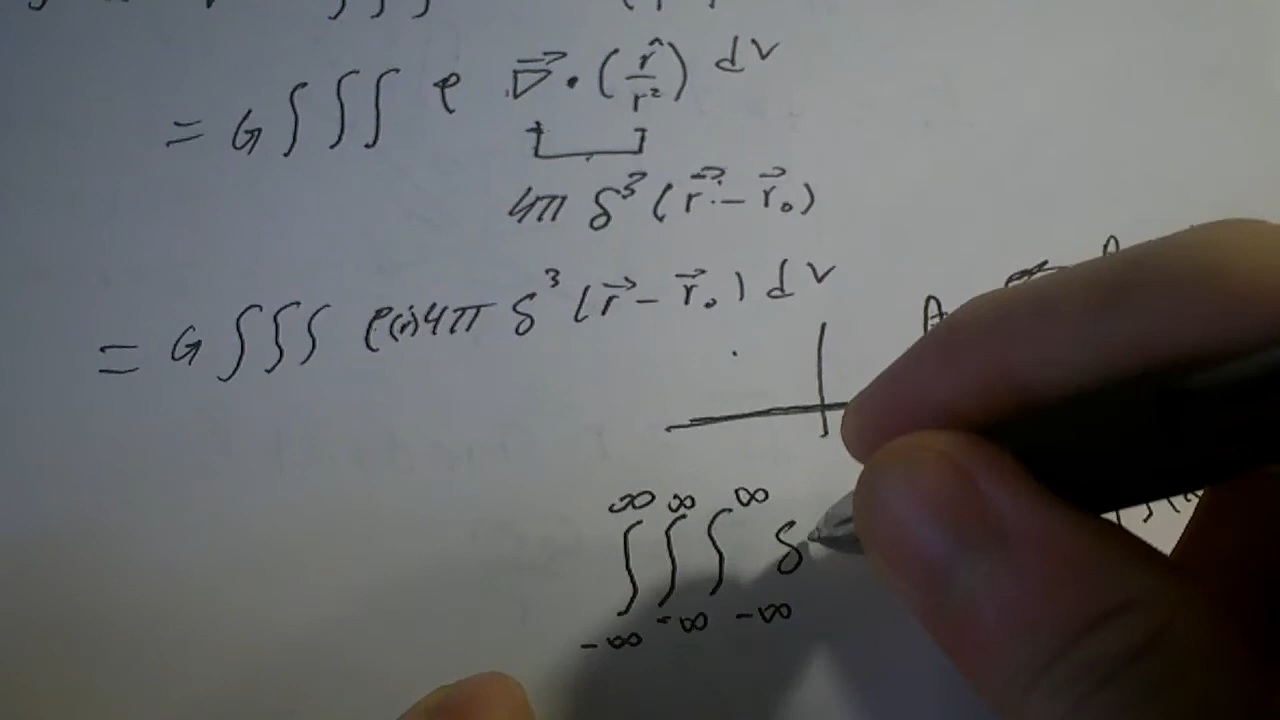 = G ∫∫∫ ρ ∇⃗ · (r̂/r²) dV
4π δ³ (r⃗ - r⃗₀)
= G ∫∫∫ ρ(r) 4π δ³ (r⃗ - r⃗₀) dV
∞ ∞ ∞
∫∫∫ δ
-∞ -∞ -∞